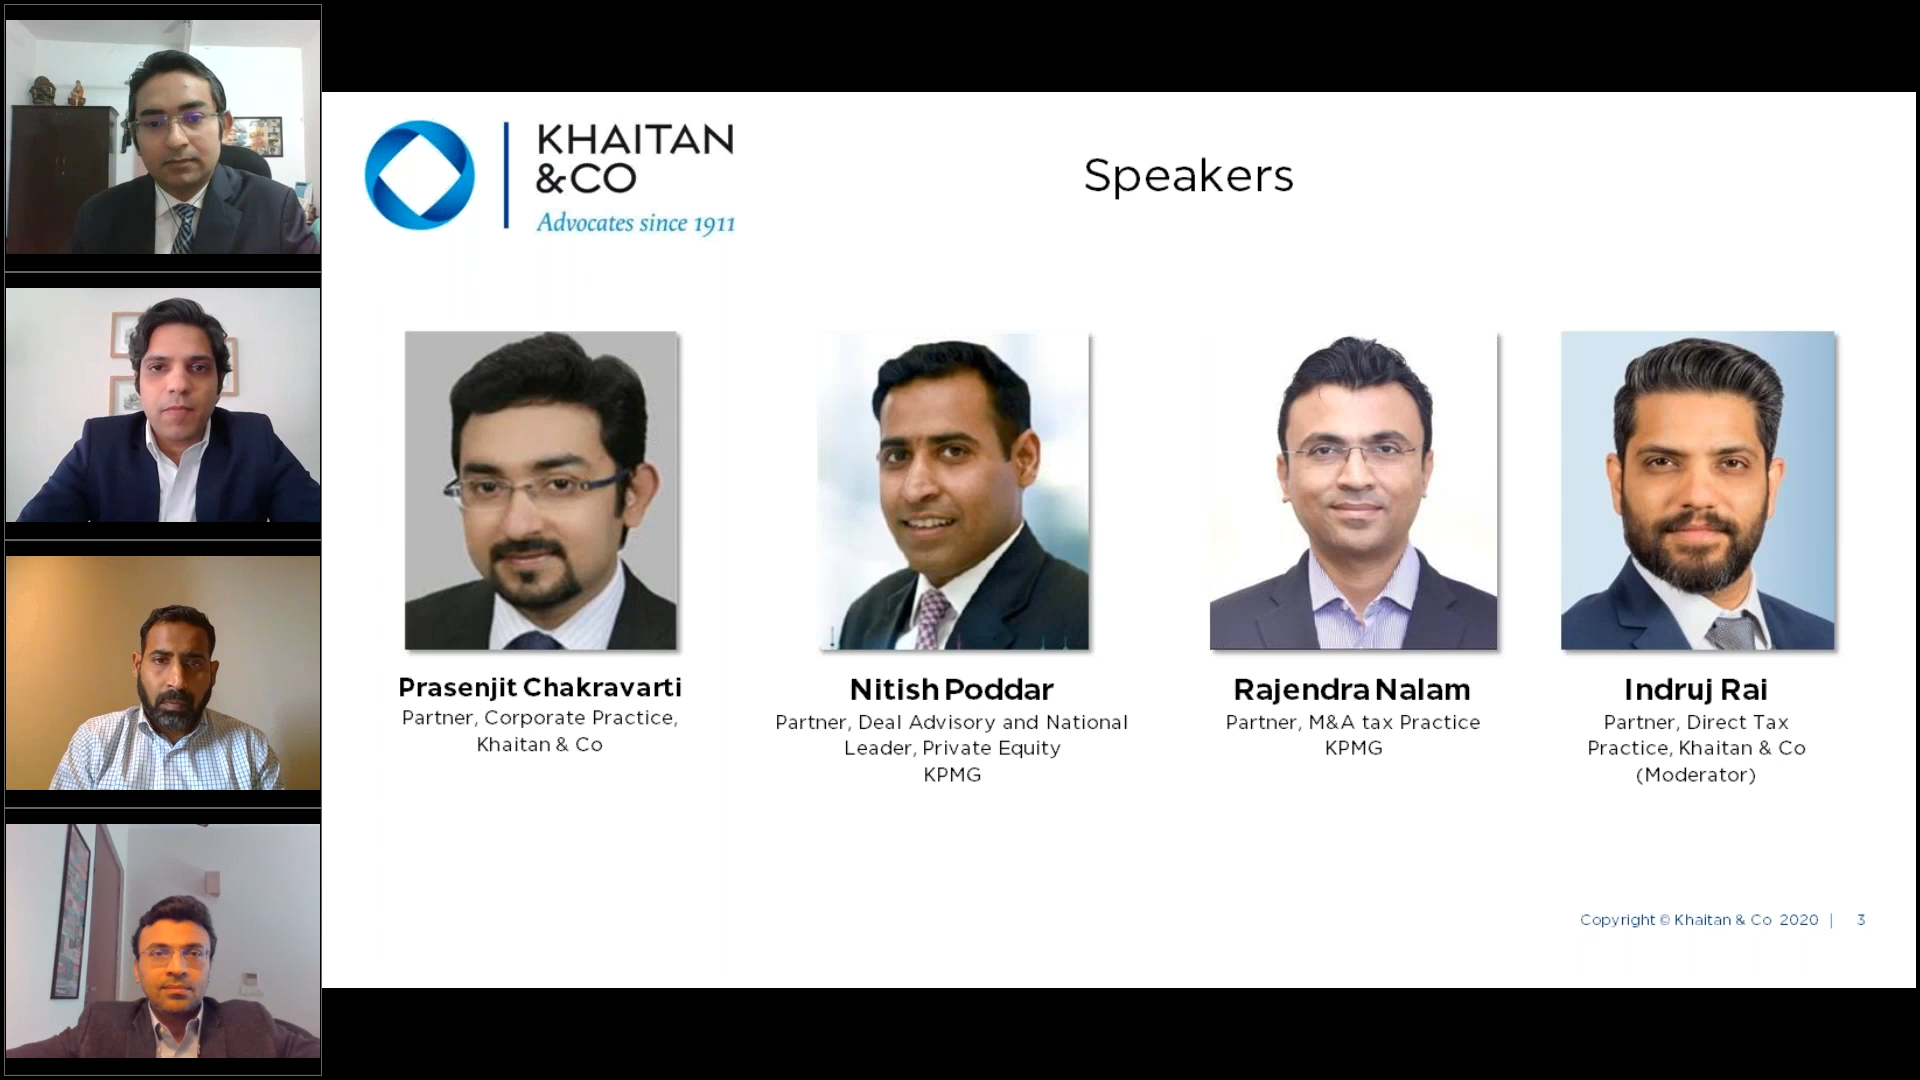 KHAITAN
&CO
Advocates since 1911
Speakers
Prasenjit Chakravarti
Partner, Corporate Practice,
Khaitan & Co
Nitish Poddar
Partner, Deal Advisory and National
Leader, Private Equity
KPMG
Rajendra Nalam
Partner, M&A tax Practice
KPMG
Indruj Rai
Partner, Direct Tax
Practice, Khaitan & Co
(Moderator)
Copyright © Khaitan & Co 2020 | 3